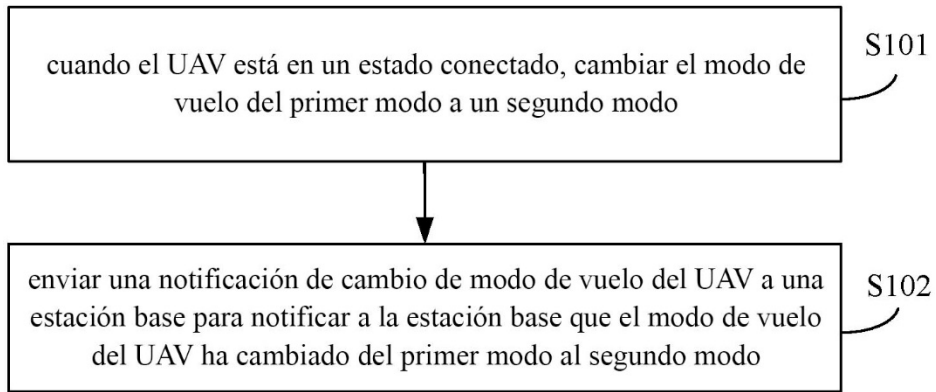 cuando el UAV está en un estado conectado, cambiar el modo de
vuelo del primer modo a un segundo modo
S101
enviar una notificación de cambio de modo de vuelo del UAV a una
estación base para notificar a la estación base que el modo de vuelo
del UAV ha cambiado del primer modo al segundo modo
S102